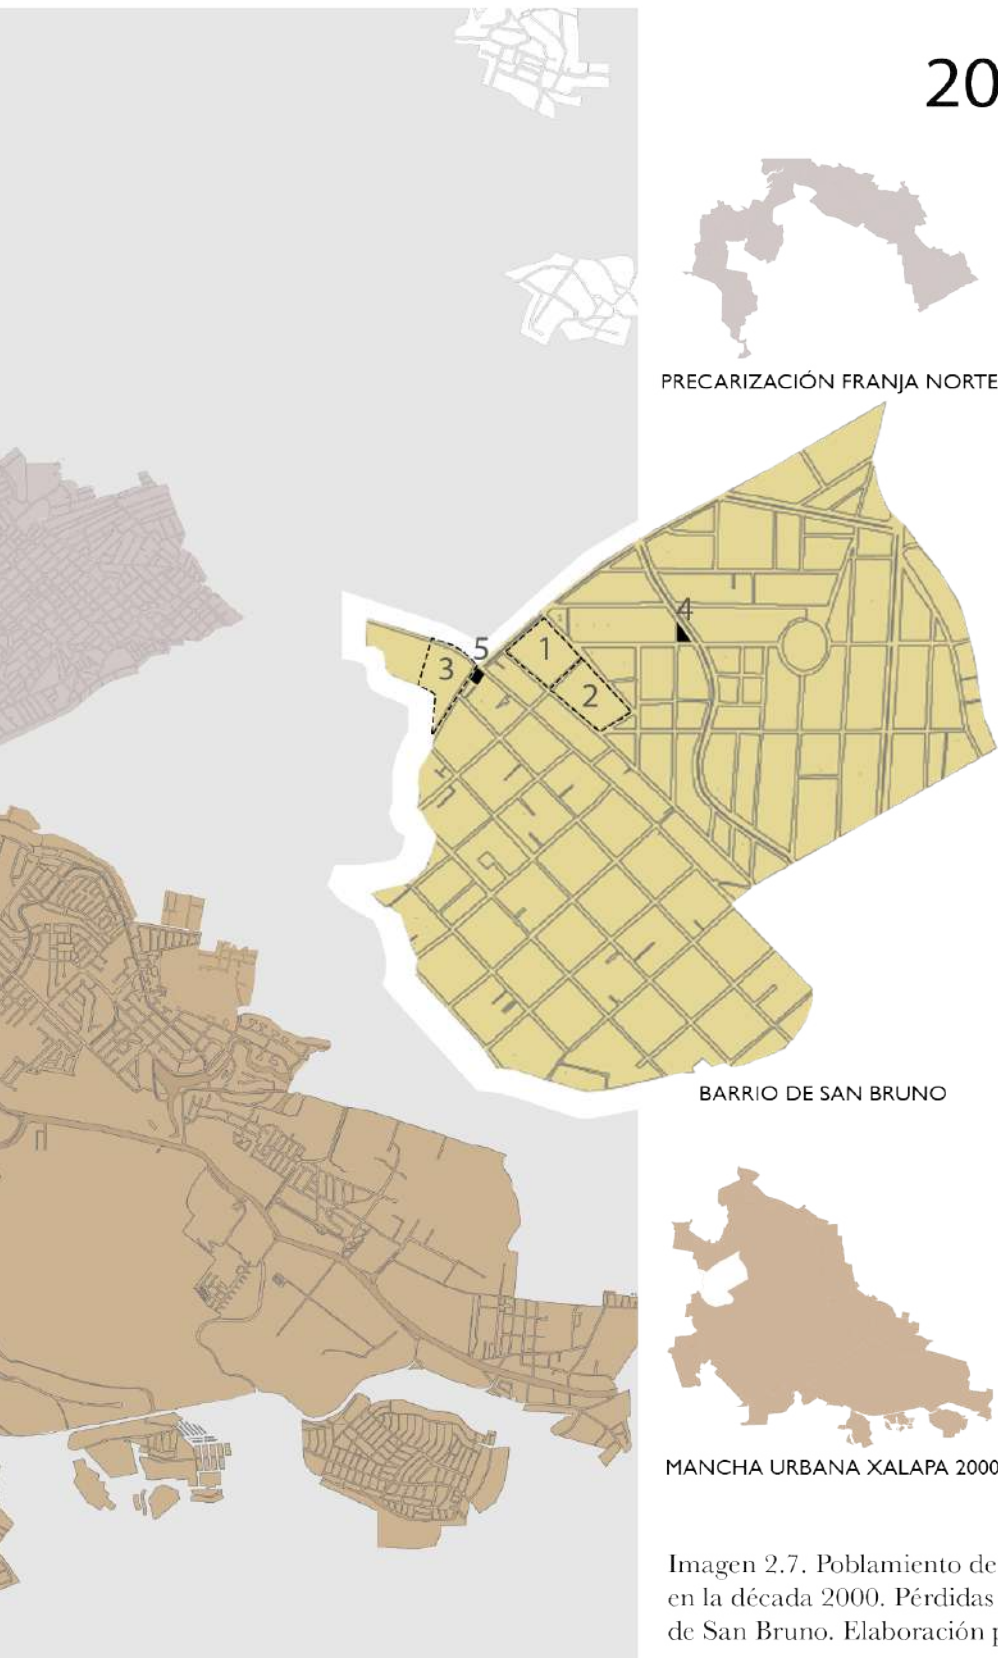 20
PRECARIZACIÓN FRANJA NORTE
4
5
1
3
2
BARRIO DE SAN BRUNO
MANCHA URBANA XALAPA 2000
Imagen 2.7. Poblamiento de
en la década 2000. Pérdidas
de San Bruno. Elaboración p